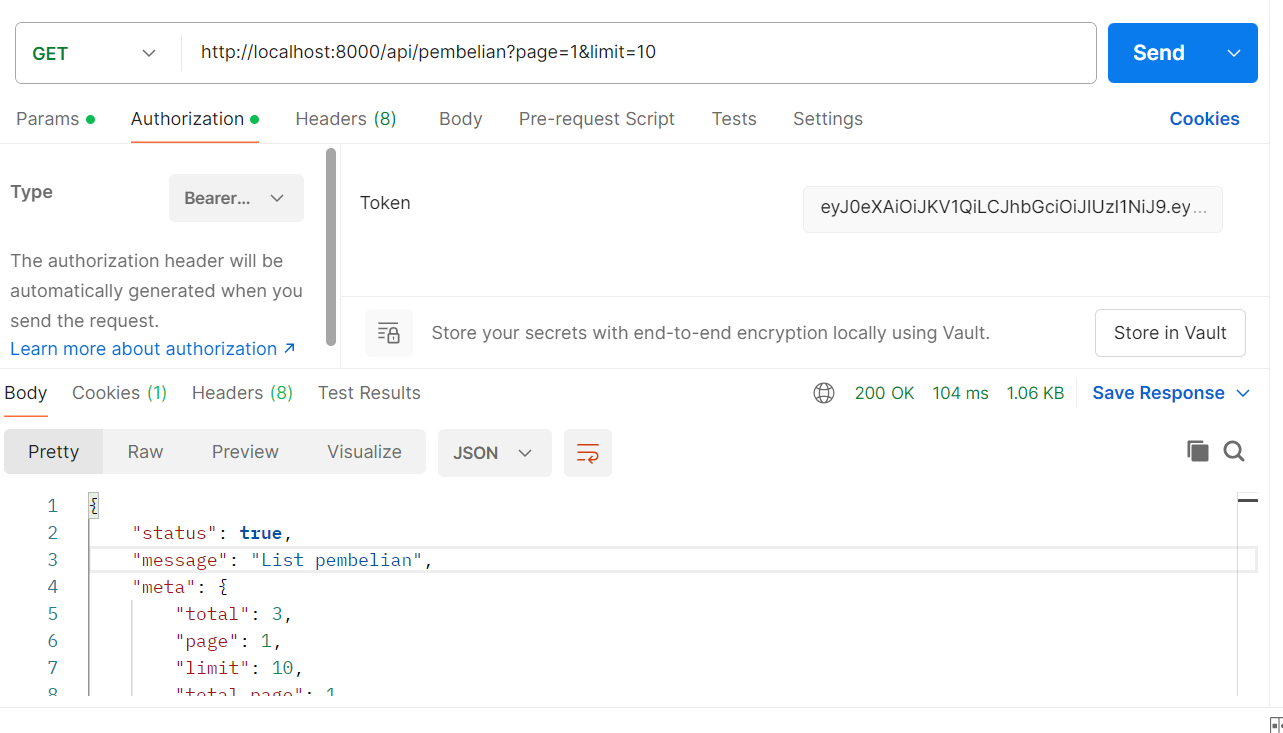 GET http://localhost:8000/api/pembelian?page=1&limit=10 Send
Params Authorization Headers (8) Body Pre-request Script Tests Settings Cookies
Type Bearer...
Token eyJ0eXAiOiJKV1QiLCJhbGciOiJIUzI1NiJ9.ey...
The authorization header will be
automatically generated when you
send the request.
Learn more about authorization ↗
Store your secrets with end-to-end encryption locally using Vault. Store in Vault
Body Cookies (1) Headers (8) Test Results 200 OK 104 ms 1.06 KB Save Response
Pretty Raw Preview Visualize JSON
1 {
2 "status": true,
3 "message": "List pembelian",
4 "meta": {
5 "total": 3,
6 "page": 1,
7 "limit": 10,
8 "total_page": 1